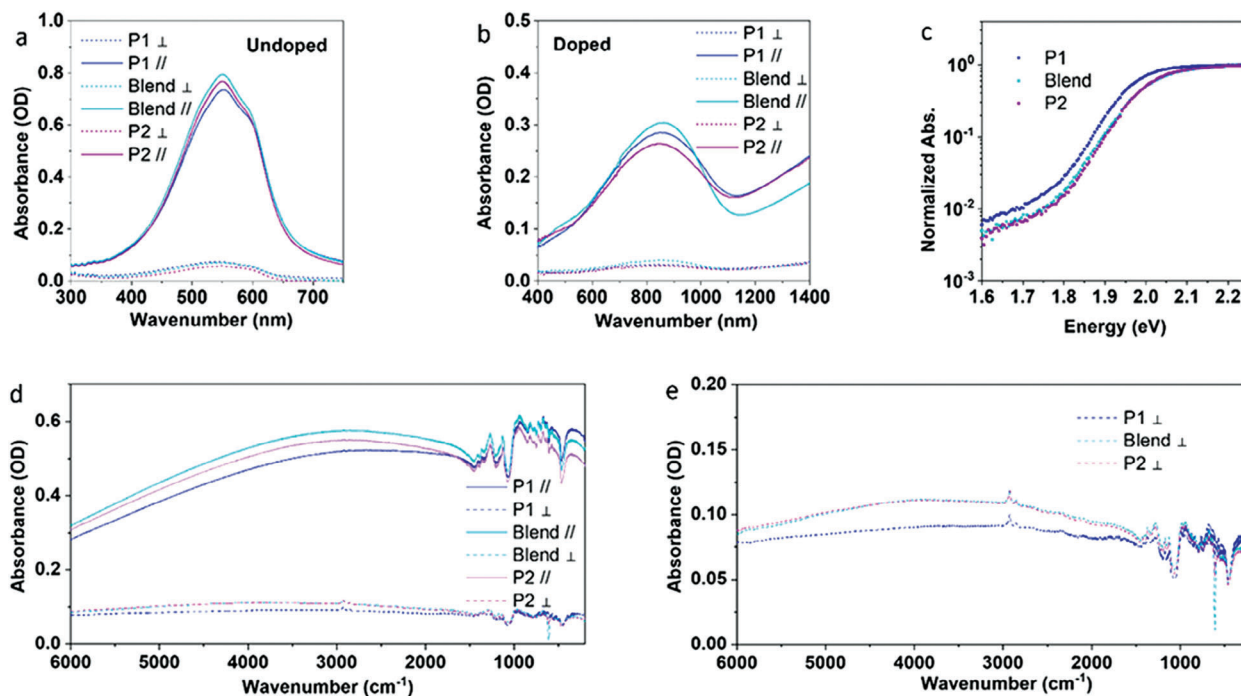 a
Undoped
P1 ⊥
P1 //
Blend ⊥
Blend //
P2 ⊥
P2 //
Absorbance (OD)
1.0
0.8
0.6
0.4
0.2
0.0
300
500
700
Wavenumber (nm)
b
Doped
P1 ⊥
P1 //
Blend ⊥
Blend //
P2 ⊥
P2 //
Absorbance (OD)
0.5
0.4
0.3
0.2
0.1
0.0
400
600
800
1000
1200
1400
Wavenumber (nm)
c
P1
Blend
P2
Normalized Abs.
10⁰
10⁻¹
10⁻²
10⁻³
1.6
1.7
1.8
1.9
2.0
2.1
2.2
Energy (eV)
d
P1 //
P1 ⊥
Blend //
Blend ⊥
P2 //
P2 ⊥
Absorbance (OD)
0.6
0.4
0.2
0.0
6000
5000
4000
3000
2000
1000
Wavenumber (cm⁻¹)
e
P1 ⊥
Blend ⊥
P2 ⊥
Absorbance (OD)
0.20
0.15
0.10
0.05
0.00
6000
5000
4000
3000
2000
1000
Wavenumber (cm⁻¹)